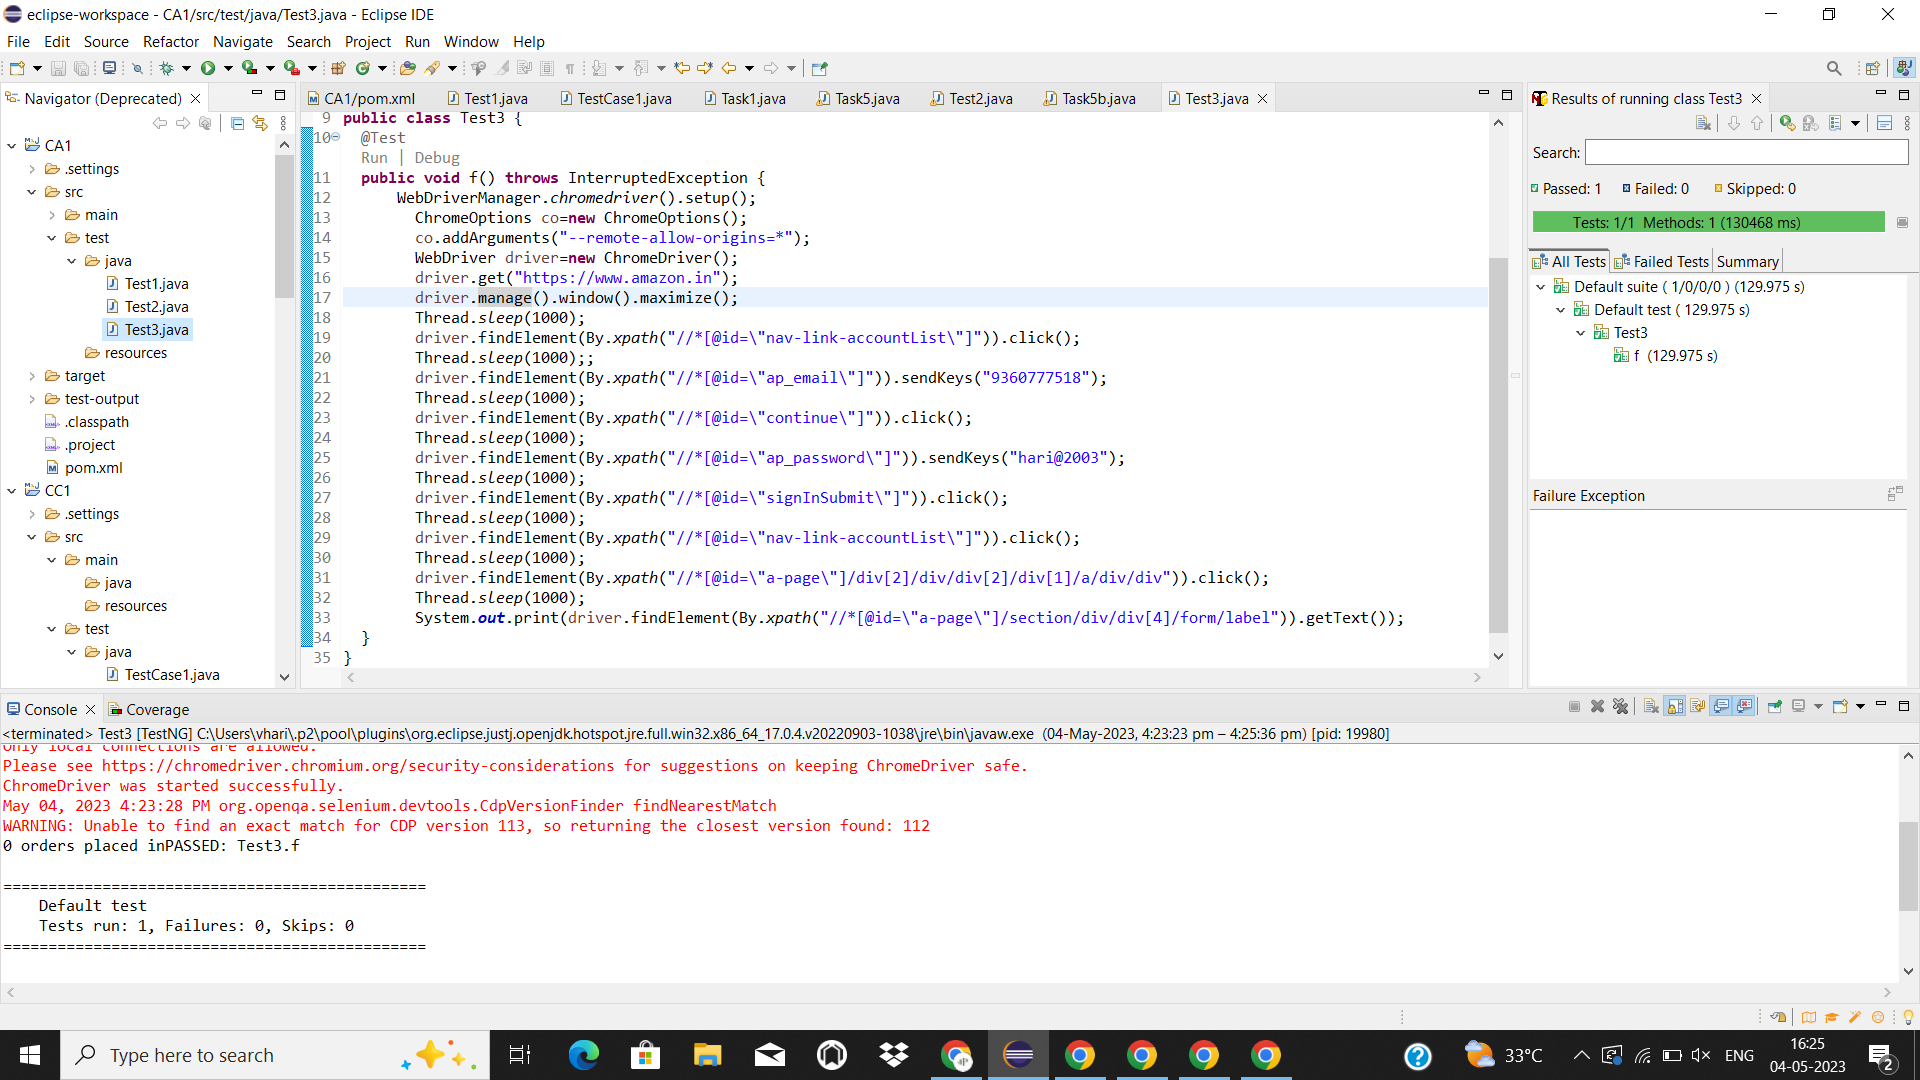 eclipse-workspace - CA1/src/test/java/Test3.java - Eclipse IDE
File Edit Source Refactor Navigate Search Project Run Window Help
Navigator (Deprecated)
CA1
.settings
src
main
test
java
Test1.java
Test2.java
Test3.java
resources
target
test-output
.classpath
.project
pom.xml
CC1
.settings
src
main
java
resources
test
java
TestCase1.java
CA1/pom.xml Test1.java TestCase1.java Task1.java Task5.java Test2.java Task5b.java Test3.java
9 public class Test3 {
10 @Test
Run | Debug
11 public void f() throws InterruptedException {
12 WebDriverManager.chromedriver().setup();
13 ChromeOptions co=new ChromeOptions();
14 co.addArguments("--remote-allow-origins=*");
15 WebDriver driver=new ChromeDriver();
16 driver.get("https://www.amazon.in");
17 driver.manage().window().maximize();
18 Thread.sleep(1000);
19 driver.findElement(By.xpath("//*[@id=\"nav-link-accountList\"]")).click();
20 Thread.sleep(1000);;
21 driver.findElement(By.xpath("//*[@id=\"ap_email\"]")).sendKeys("9360777518");
22 Thread.sleep(1000);
23 driver.findElement(By.xpath("//*[@id=\"continue\"]")).click();
24 Thread.sleep(1000);
25 driver.findElement(By.xpath("//*[@id=\"ap_password\"]")).sendKeys("hari@2003");
26 Thread.sleep(1000);
27 driver.findElement(By.xpath("//*[@id=\"signInSubmit\"]")).click();
28 Thread.sleep(1000);
29 driver.findElement(By.xpath("//*[@id=\"nav-link-accountList\"]")).click();
30 Thread.sleep(1000);
31 driver.findElement(By.xpath("//*[@id=\"a-page\"]/div[2]/div/div[2]/div[1]/a/div/div")).click();
32 Thread.sleep(1000);
33 System.out.print(driver.findElement(By.xpath("//*[@id=\"a-page\"]/section/div/div[4]/form/label")).getText());
34 }
35 }
Results of running class Test3
Search:
Passed: 1 Failed: 0 Skipped: 0
Tests: 1/1 Methods: 1 (130468 ms)
All Tests Failed Tests Summary
Default suite ( 1/0/0/0 ) (129.975 s)
Default test ( 129.975 s)
Test3
f (129.975 s)
Failure Exception
Console Coverage
<terminated> Test3 [TestNG] C:\Users\vhari\.p2\pool\plugins\org.eclipse.justj.openjdk.hotspot.jre.full.win32.x86_64_17.0.4.v20220903-1038\jre\bin\javaw.exe (04-May-2023, 4:23:23 pm – 4:25:36 pm) [pid: 19980]
Only local connections are allowed.
Please see https://chromedriver.chromium.org/security-considerations for suggestions on keeping ChromeDriver safe.
ChromeDriver was started successfully.
May 04, 2023 4:23:28 PM org.openqa.selenium.devtools.CdpVersionFinder findNearestMatch
WARNING: Unable to find an exact match for CDP version 113, so returning the closest version found: 112
0 orders placed inPASSED: Test3.f
===============================================
Default test
Tests run: 1, Failures: 0, Skips: 0
===============================================
Type here to search
33°C
ENG
16:25
04-05-2023
2